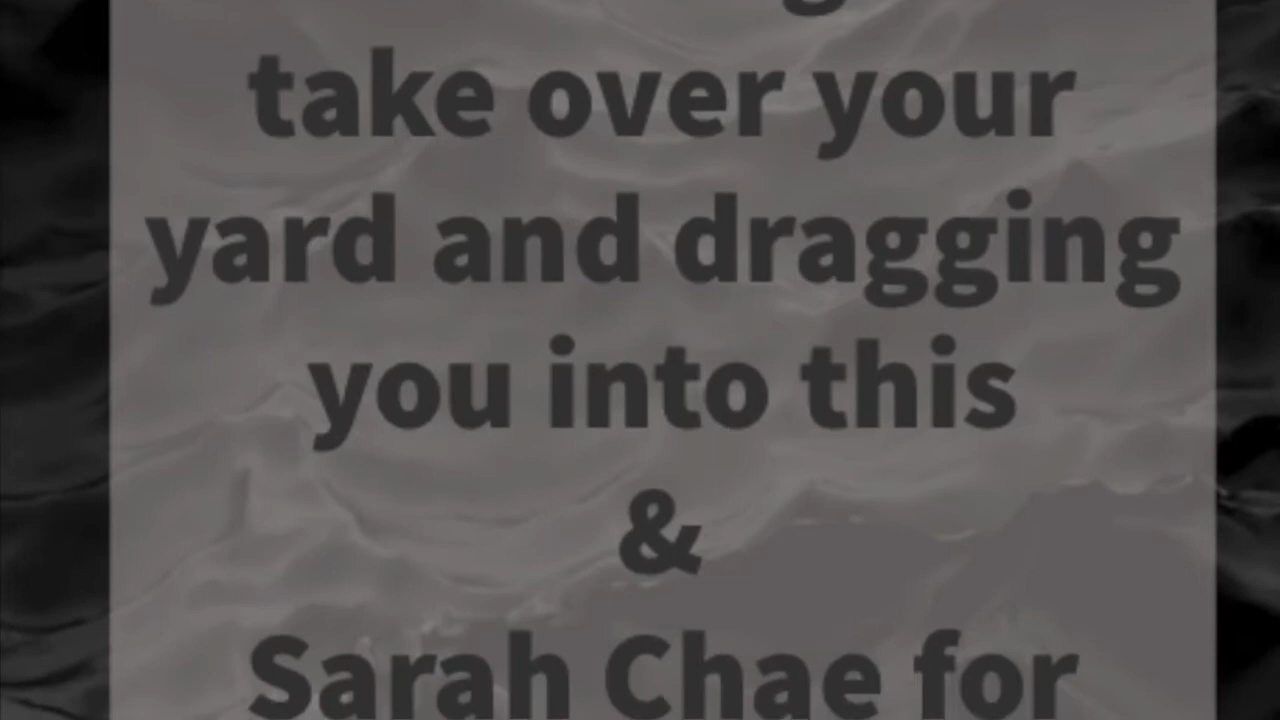 take over your
yard and dragging
you into this
&
Sarah Chae for